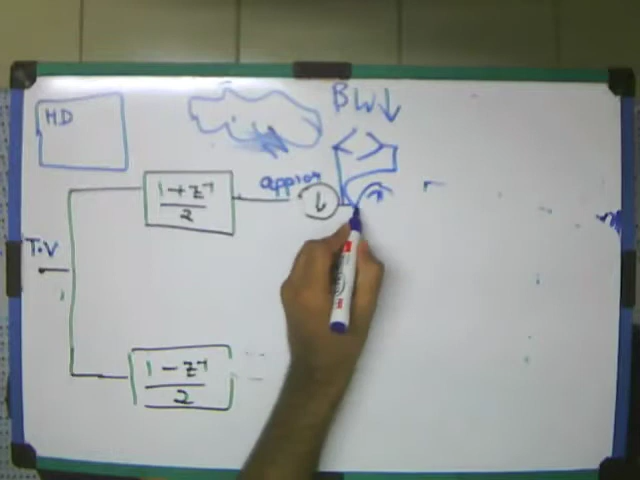 HD
BW↓
1+z⁻¹
2
approx
↓
T.V
1-z⁻¹
2